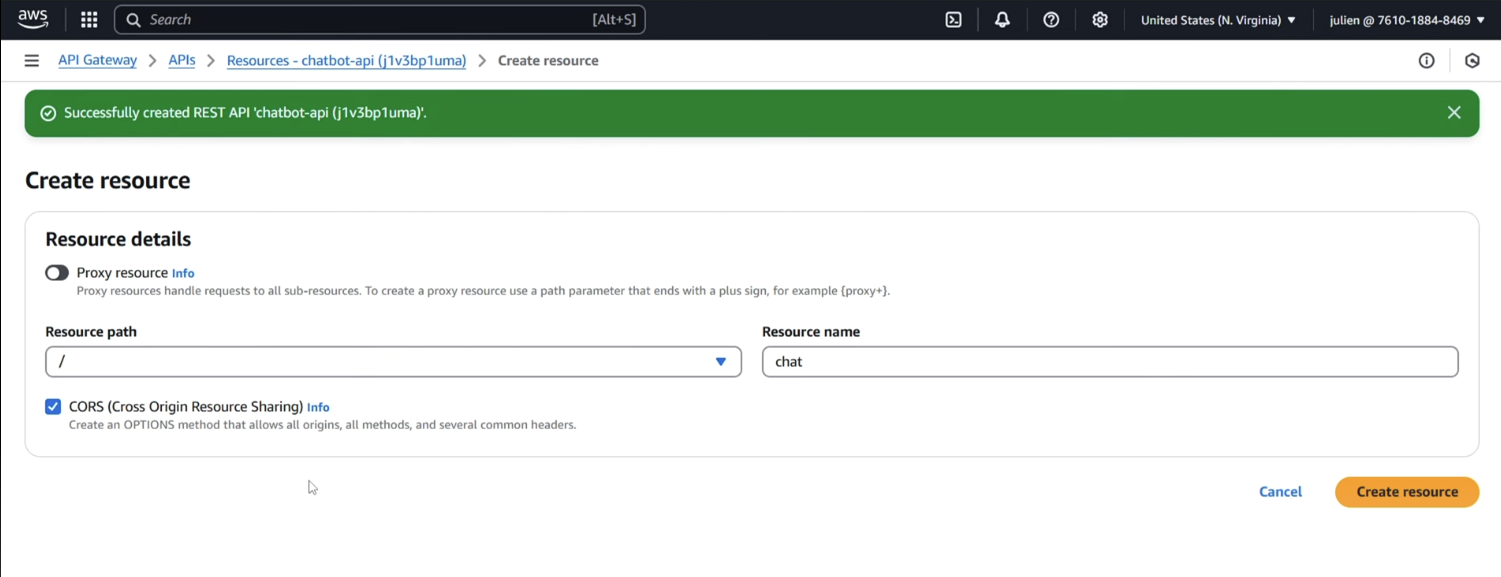 aws
Search [Alt+S]
United States (N. Virginia) ▼
julien @ 7610-1884-8469 ▼
API Gateway > APIs > Resources - chatbot-api (j1v3bp1uma) > Create resource
Successfully created REST API 'chatbot-api (j1v3bp1uma)'.
Create resource
Resource details
Proxy resource Info
Proxy resources handle requests to all sub-resources. To create a proxy resource use a path parameter that ends with a plus sign, for example {proxy+}.
Resource path
/
Resource name
chat
CORS (Cross Origin Resource Sharing) Info
Create an OPTIONS method that allows all origins, all methods, and several common headers.
Cancel
Create resource